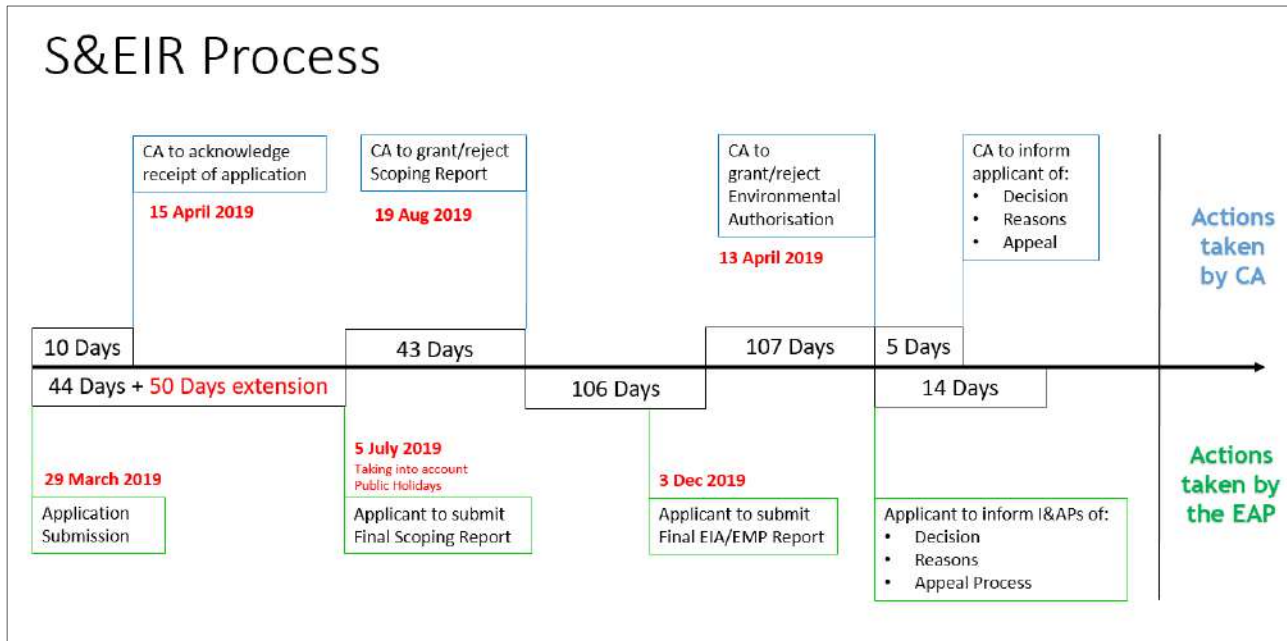 S&EIR Process
CA to acknowledge
receipt of application
15 April 2019
CA to grant/reject
Scoping Report
19 Aug 2019
CA to
grant/reject
Environmental
Authorisation
13 April 2019
CA to inform
applicant of:
• Decision
• Reasons
• Appeal
Actions
taken
by CA
10 Days
43 Days
107 Days
5 Days
44 Days + 50 Days extension
106 Days
14 Days
29 March 2019
Application
Submission
5 July 2019
Taking into account
Public Holidays
Applicant to submit
Final Scoping Report
3 Dec 2019
Applicant to submit
Final EIA/EMP Report
Applicant to inform I&APs of:
• Decision
• Reasons
• Appeal Process
Actions
taken by
the EAP